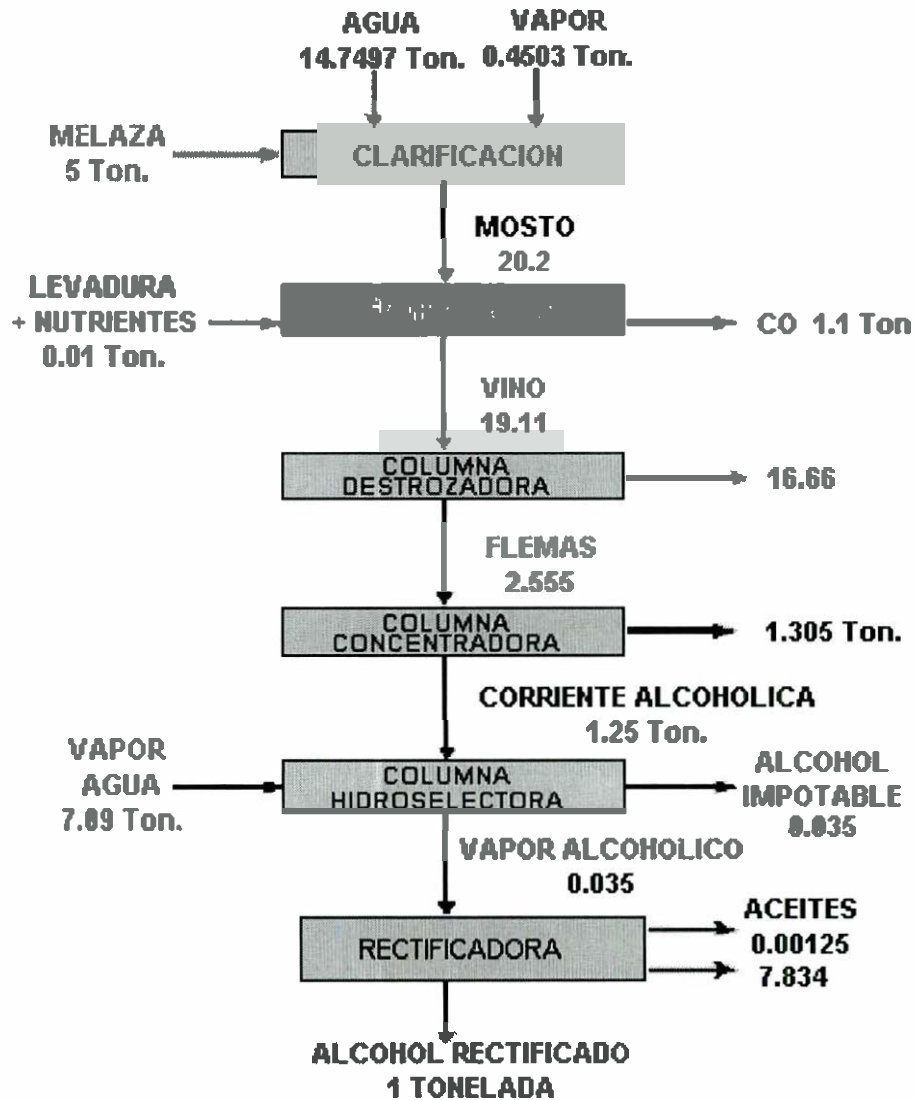 AGUA
14.7497 Ton.
VAPOR
0.4503 Ton.
MELAZA
5 Ton.
CLARIFICACION
MOSTO
20.2
LEVADURA
+ NUTRIENTES
0.01 Ton.
CO 1.1 Ton
VINO
19.11
COLUMNA
DESTROZADORA
16.66
FLEMAS
2.555
COLUMNA
CONCENTRADORA
1.305 Ton.
CORRIENTE ALCOHOLICA
1.25 Ton.
VAPOR
AGUA
7.09 Ton.
COLUMNA
HIDROSELECTORA
ALCOHOL
IMPOTABLE
0.035
VAPOR ALCOHOLICO
0.035
RECTIFICADORA
ACEITES
0.00125
7.834
ALCOHOL RECTIFICADO
1 TONELADA